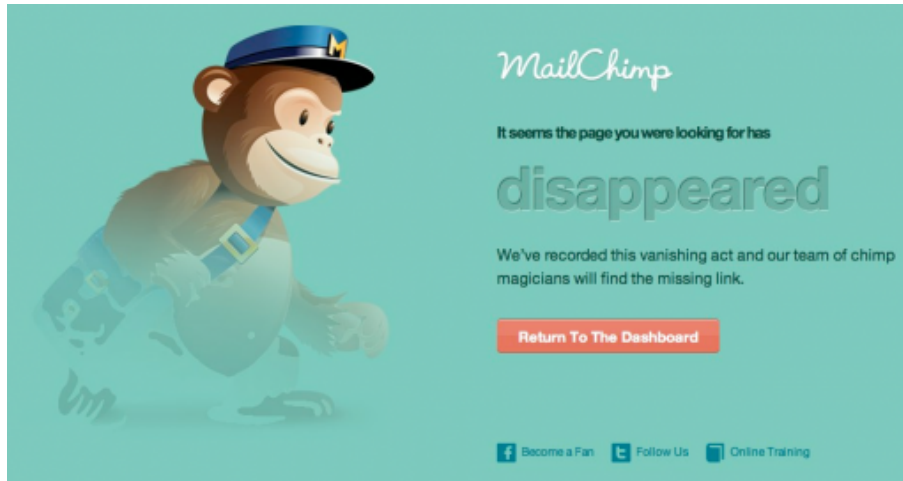 M
MailChimp
It seems the page you were looking for has
disappeared
We've recorded this vanishing act and our team of chimp
magicians will find the missing link.
Return To The Dashboard
f Become a Fan t Follow Us Online Training